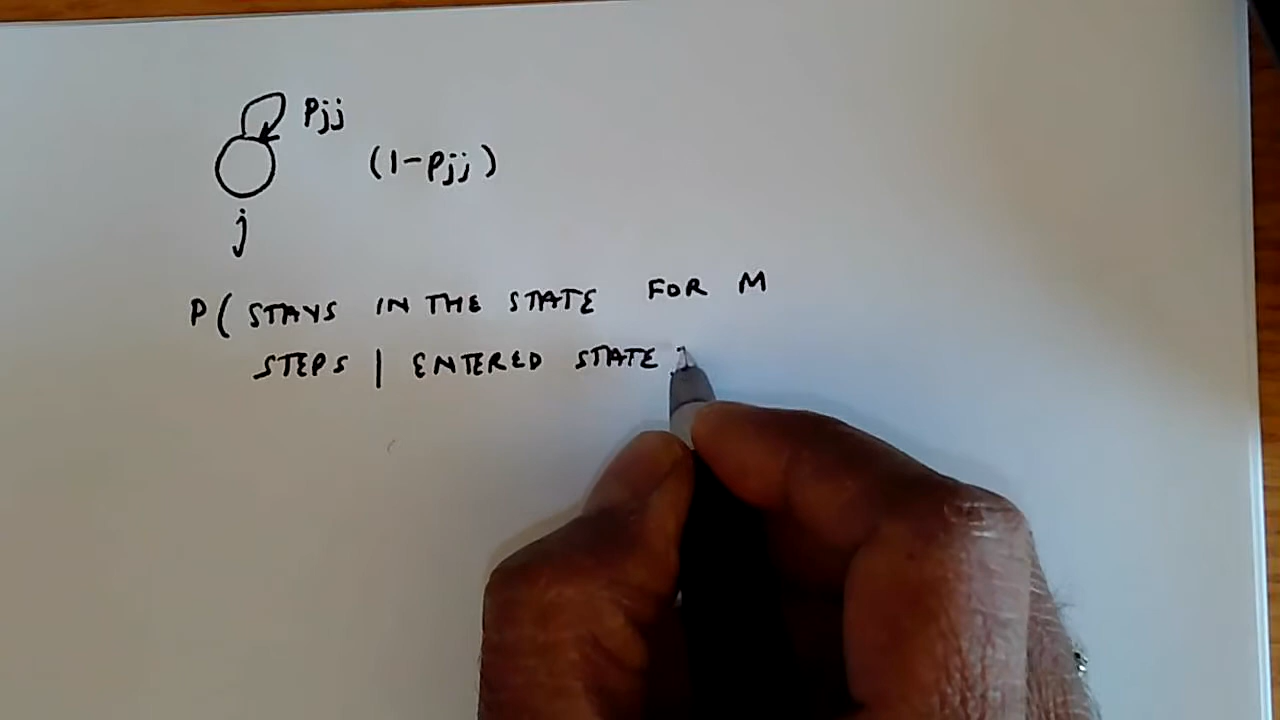 Pjj
(1-Pjj)
j
P( STAYS IN THE STATE FOR M
STEPS | ENTERED STATE